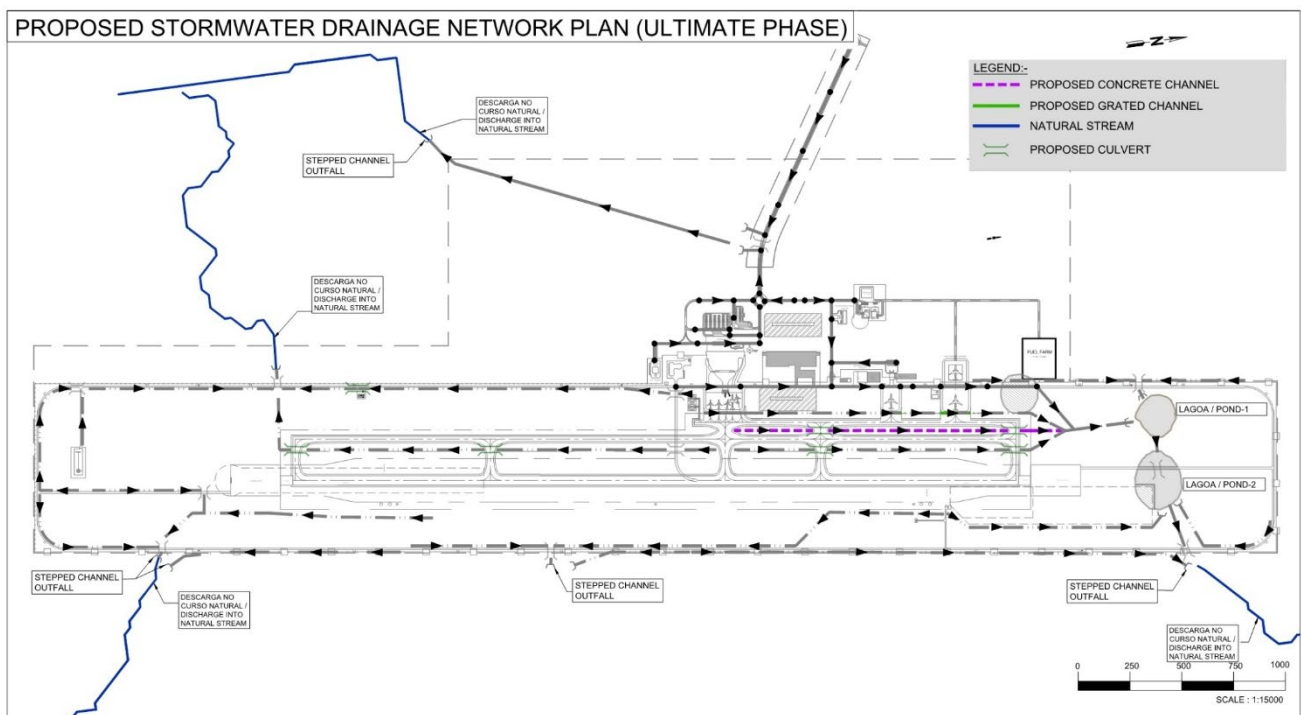 PROPOSED STORMWATER DRAINAGE NETWORK PLAN (ULTIMATE PHASE)
N
LEGEND:-
PROPOSED CONCRETE CHANNEL
PROPOSED GRATED CHANNEL
NATURAL STREAM
PROPOSED CULVERT
DESCARGA NO
CURSO NATURAL /
DISCHARGE INTO
NATURAL STREAM
STEPPED CHANNEL
OUTFALL
DESCARGA NO
CURSO NATURAL /
DISCHARGE INTO
NATURAL STREAM
FUEL FARM
LAGOA / POND-1
LAGOA / POND-2
STEPPED CHANNEL
OUTFALL
DESCARGA NO
CURSO NATURAL /
DISCHARGE INTO
NATURAL STREAM
STEPPED CHANNEL
OUTFALL
STEPPED CHANNEL
OUTFALL
DESCARGA NO
CURSO NATURAL /
DISCHARGE INTO
NATURAL STREAM
0 250 500 750 1000
SCALE : 1:15000